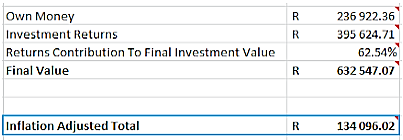 Own Money R 236 922.36
Investment Returns R 395 624.71
Returns Contribution To Final Investment Value 62.54%
Final Value R 632 547.07
Inflation Adjusted Total R 134 096.02